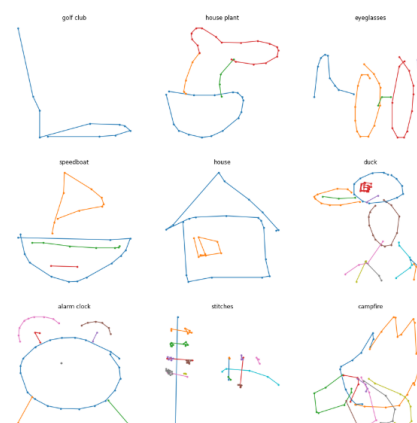 golf club
house plant
eyeglasses
speedboat
house
duck
alarm clock
stitches
campfire